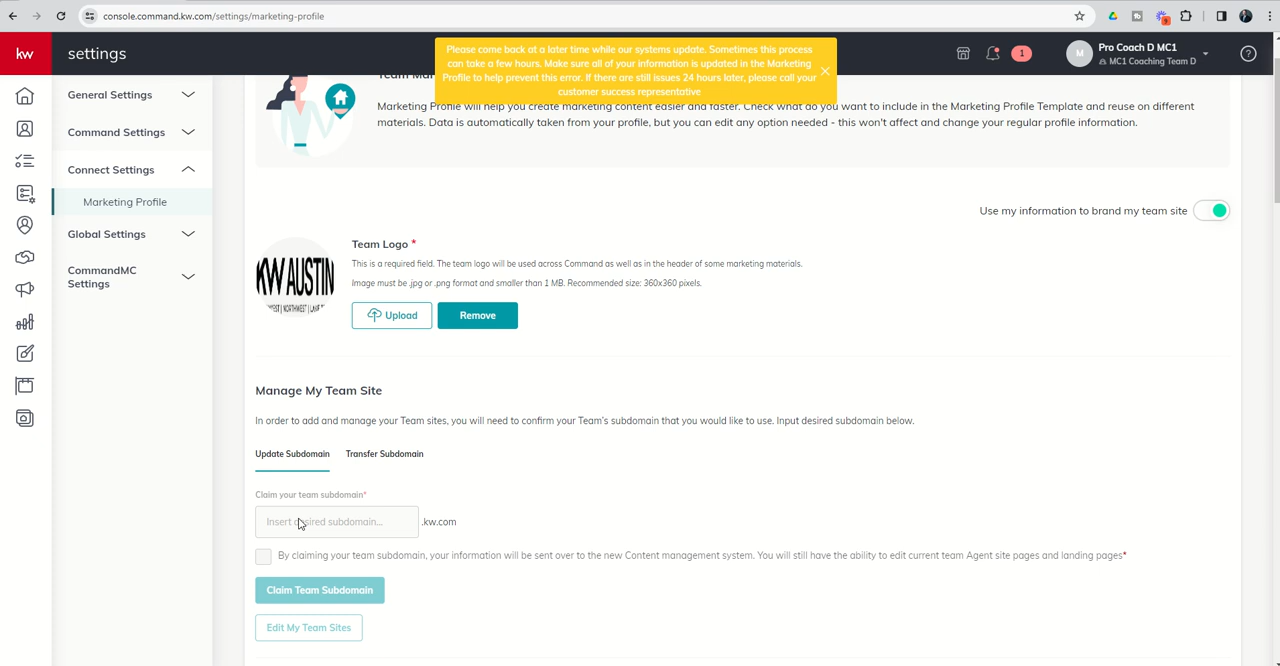 console.command.kw.com/settings/marketing-profile
9
kw
settings
Please come back at a later time while our systems update. Sometimes this process
can take a few hours. Make sure all of your information is updated in the Marketing
Profile to help prevent this error. If there are still issues 24 hours later, please call your
customer success representative
1
M
Pro Coach D MC1
MC1 Coaching Team D
?
General Settings
Command Settings
Connect Settings
Marketing Profile
Global Settings
CommandMC
Settings
Team Mar
Marketing Profile will help you create marketing content easier and faster. Check what do you want to include in the Marketing Profile Template and reuse on different
materials. Data is automatically taken from your profile, but you can edit any option needed - this won't affect and change your regular profile information.
Use my information to brand my team site
KW AUSTIN
Team Logo *
This is a required field. The team logo will be used across Command as well as in the header of some marketing materials.
Image must be .jpg or .png format and smaller than 1 MB. Recommended size: 360x360 pixels.
Upload
Remove
Manage My Team Site
In order to add and manage your Team sites, you will need to confirm your Team's subdomain that you would like to use. Input desired subdomain below.
Update Subdomain
Transfer Subdomain
Claim your team subdomain*
Insert desired subdomain...
.kw.com
By claiming your team subdomain, your information will be sent over to the new Content management system. You will still have the ability to edit current team Agent site pages and landing pages*
Claim Team Subdomain
Edit My Team Sites